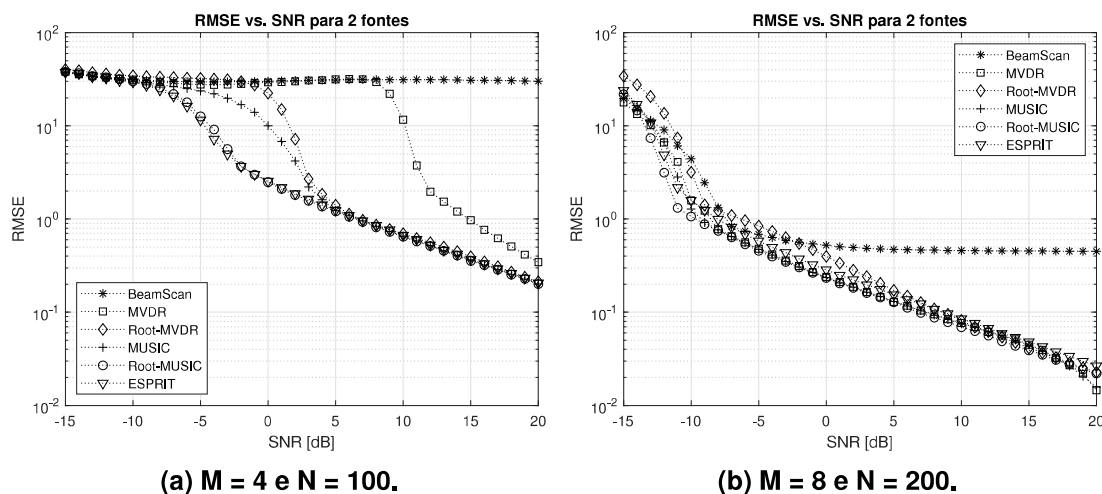 RMSE vs. SNR para 2 fontes
10^2
10^1
10^0
10^-1
10^-2
RMSE
BeamScan
MVDR
Root-MVDR
MUSIC
Root-MUSIC
ESPRIT
-15 -10 -5 0 5 10 15 20
SNR [dB]
(a) M = 4 e N = 100.
RMSE vs. SNR para 2 fontes
10^2
10^1
10^0
10^-1
10^-2
RMSE
BeamScan
MVDR
Root-MVDR
MUSIC
Root-MUSIC
ESPRIT
-15 -10 -5 0 5 10 15 20
SNR [dB]
(b) M = 8 e N = 200.